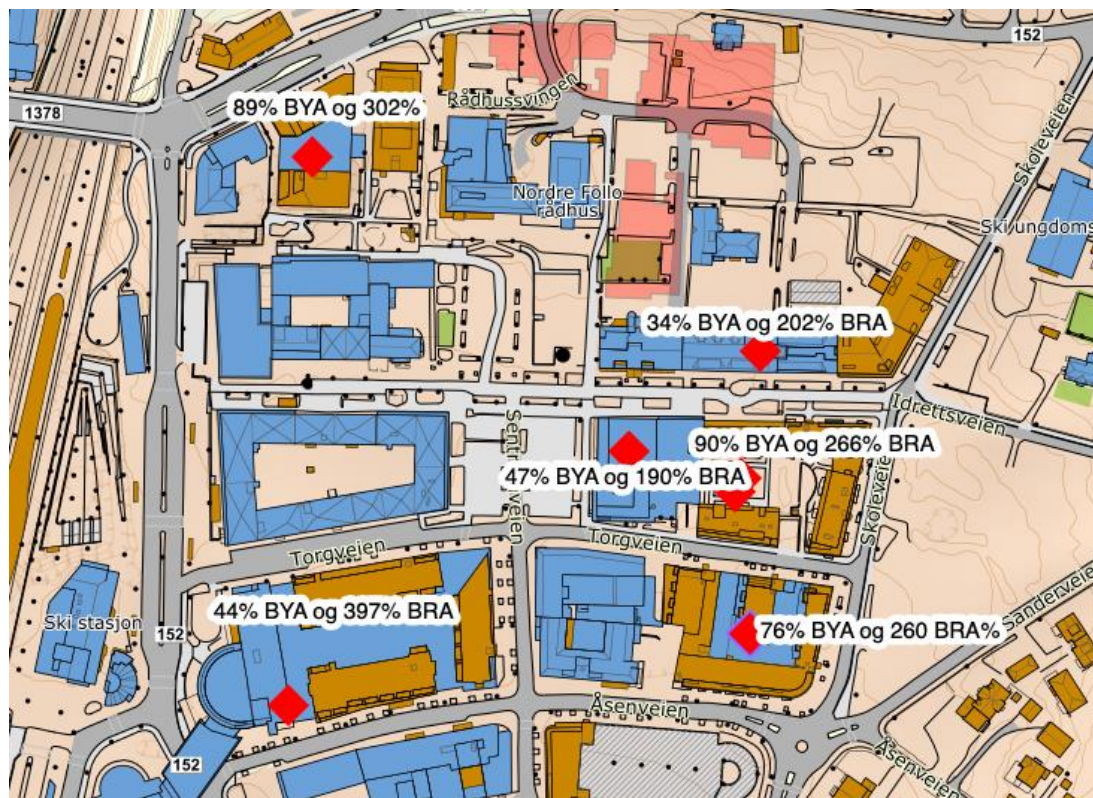 152
1378
89% BYA og 302%
Rådhussvingen
Skoleveien
Nordre Follo
rådhus
Ski ungdoms
34% BYA og 202% BRA
Idrettsveien
90% BYA og 266% BRA
47% BYA og 190% BRA
Skoleveien
Torgveien
Torgveien
Sanderveie
44% BYA og 397% BRA
Ski stasjon
152
76% BYA og 260 BRA%
Åsenveien
Åsenveien
152